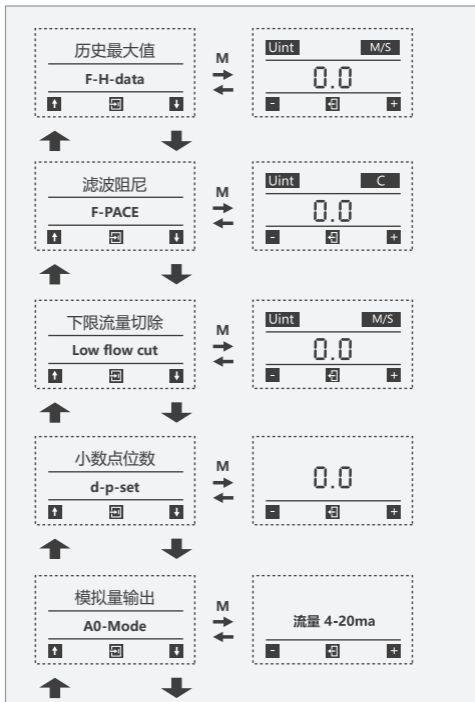 历史最大值
F-H-data
M
Uint M/S
0.0
- +
滤波阻尼
F-PACE
M
Uint C
0.0
- +
下限流量切除
Low flow cut
M
Uint M/S
0.0
- +
小数点位数
d-p-set
M
0.0
- +
模拟量输出
A0-Mode
M
流量 4-20ma
- +